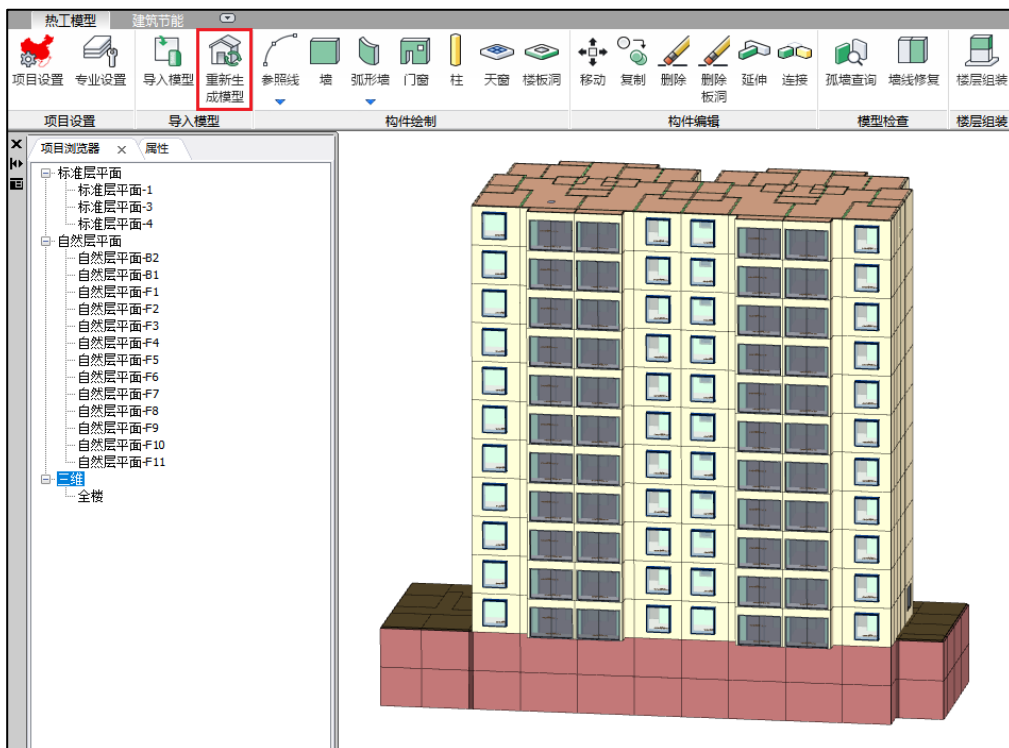 热工模型 建筑节能
项目设置 专业设置 导入模型 重新生成模型 参照线 墙 弧形墙 门窗 柱 天窗 楼板洞 移动 复制 删除 删除板洞 延伸 连接 孤墙查询 墙线修复 楼层组装
项目设置 导入模型 构件绘制 构件编辑 模型检查 楼层组装
项目浏览器 × 属性
标准层平面
标准层平面-1
标准层平面-3
标准层平面-4
自然层平面
自然层平面-B2
自然层平面-B1
自然层平面-F1
自然层平面-F2
自然层平面-F3
自然层平面-F4
自然层平面-F5
自然层平面-F6
自然层平面-F7
自然层平面-F8
自然层平面-F9
自然层平面-F10
自然层平面-F11
三维
全楼